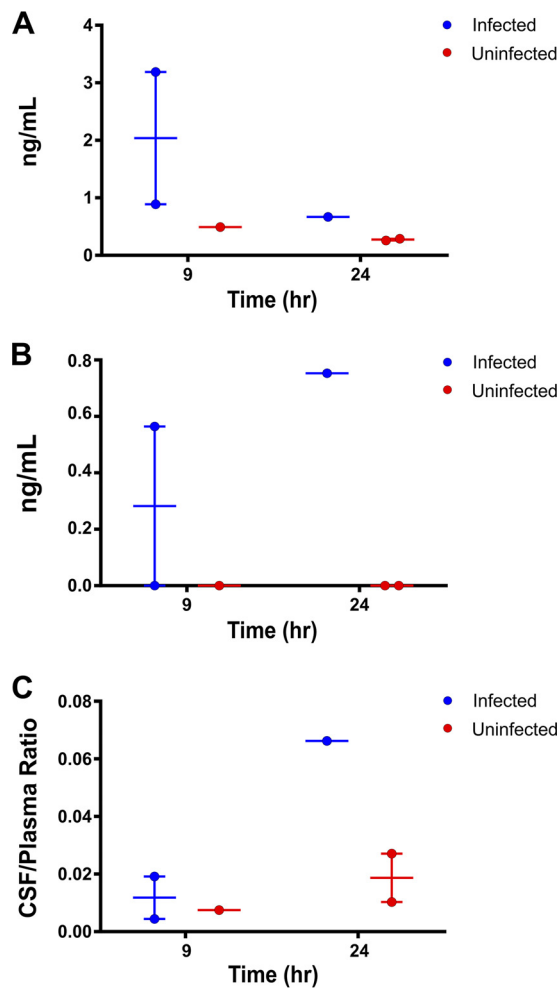 A
4
3
2
1
0
ng/mL
9
24
Time (hr)
Infected
Uninfected
B
0.8
0.6
0.4
0.2
0.0
ng/mL
9
24
Time (hr)
Infected
Uninfected
C
0.08
0.06
0.04
0.02
0.00
CSF/Plasma Ratio
9
24
Time (hr)
Infected
Uninfected